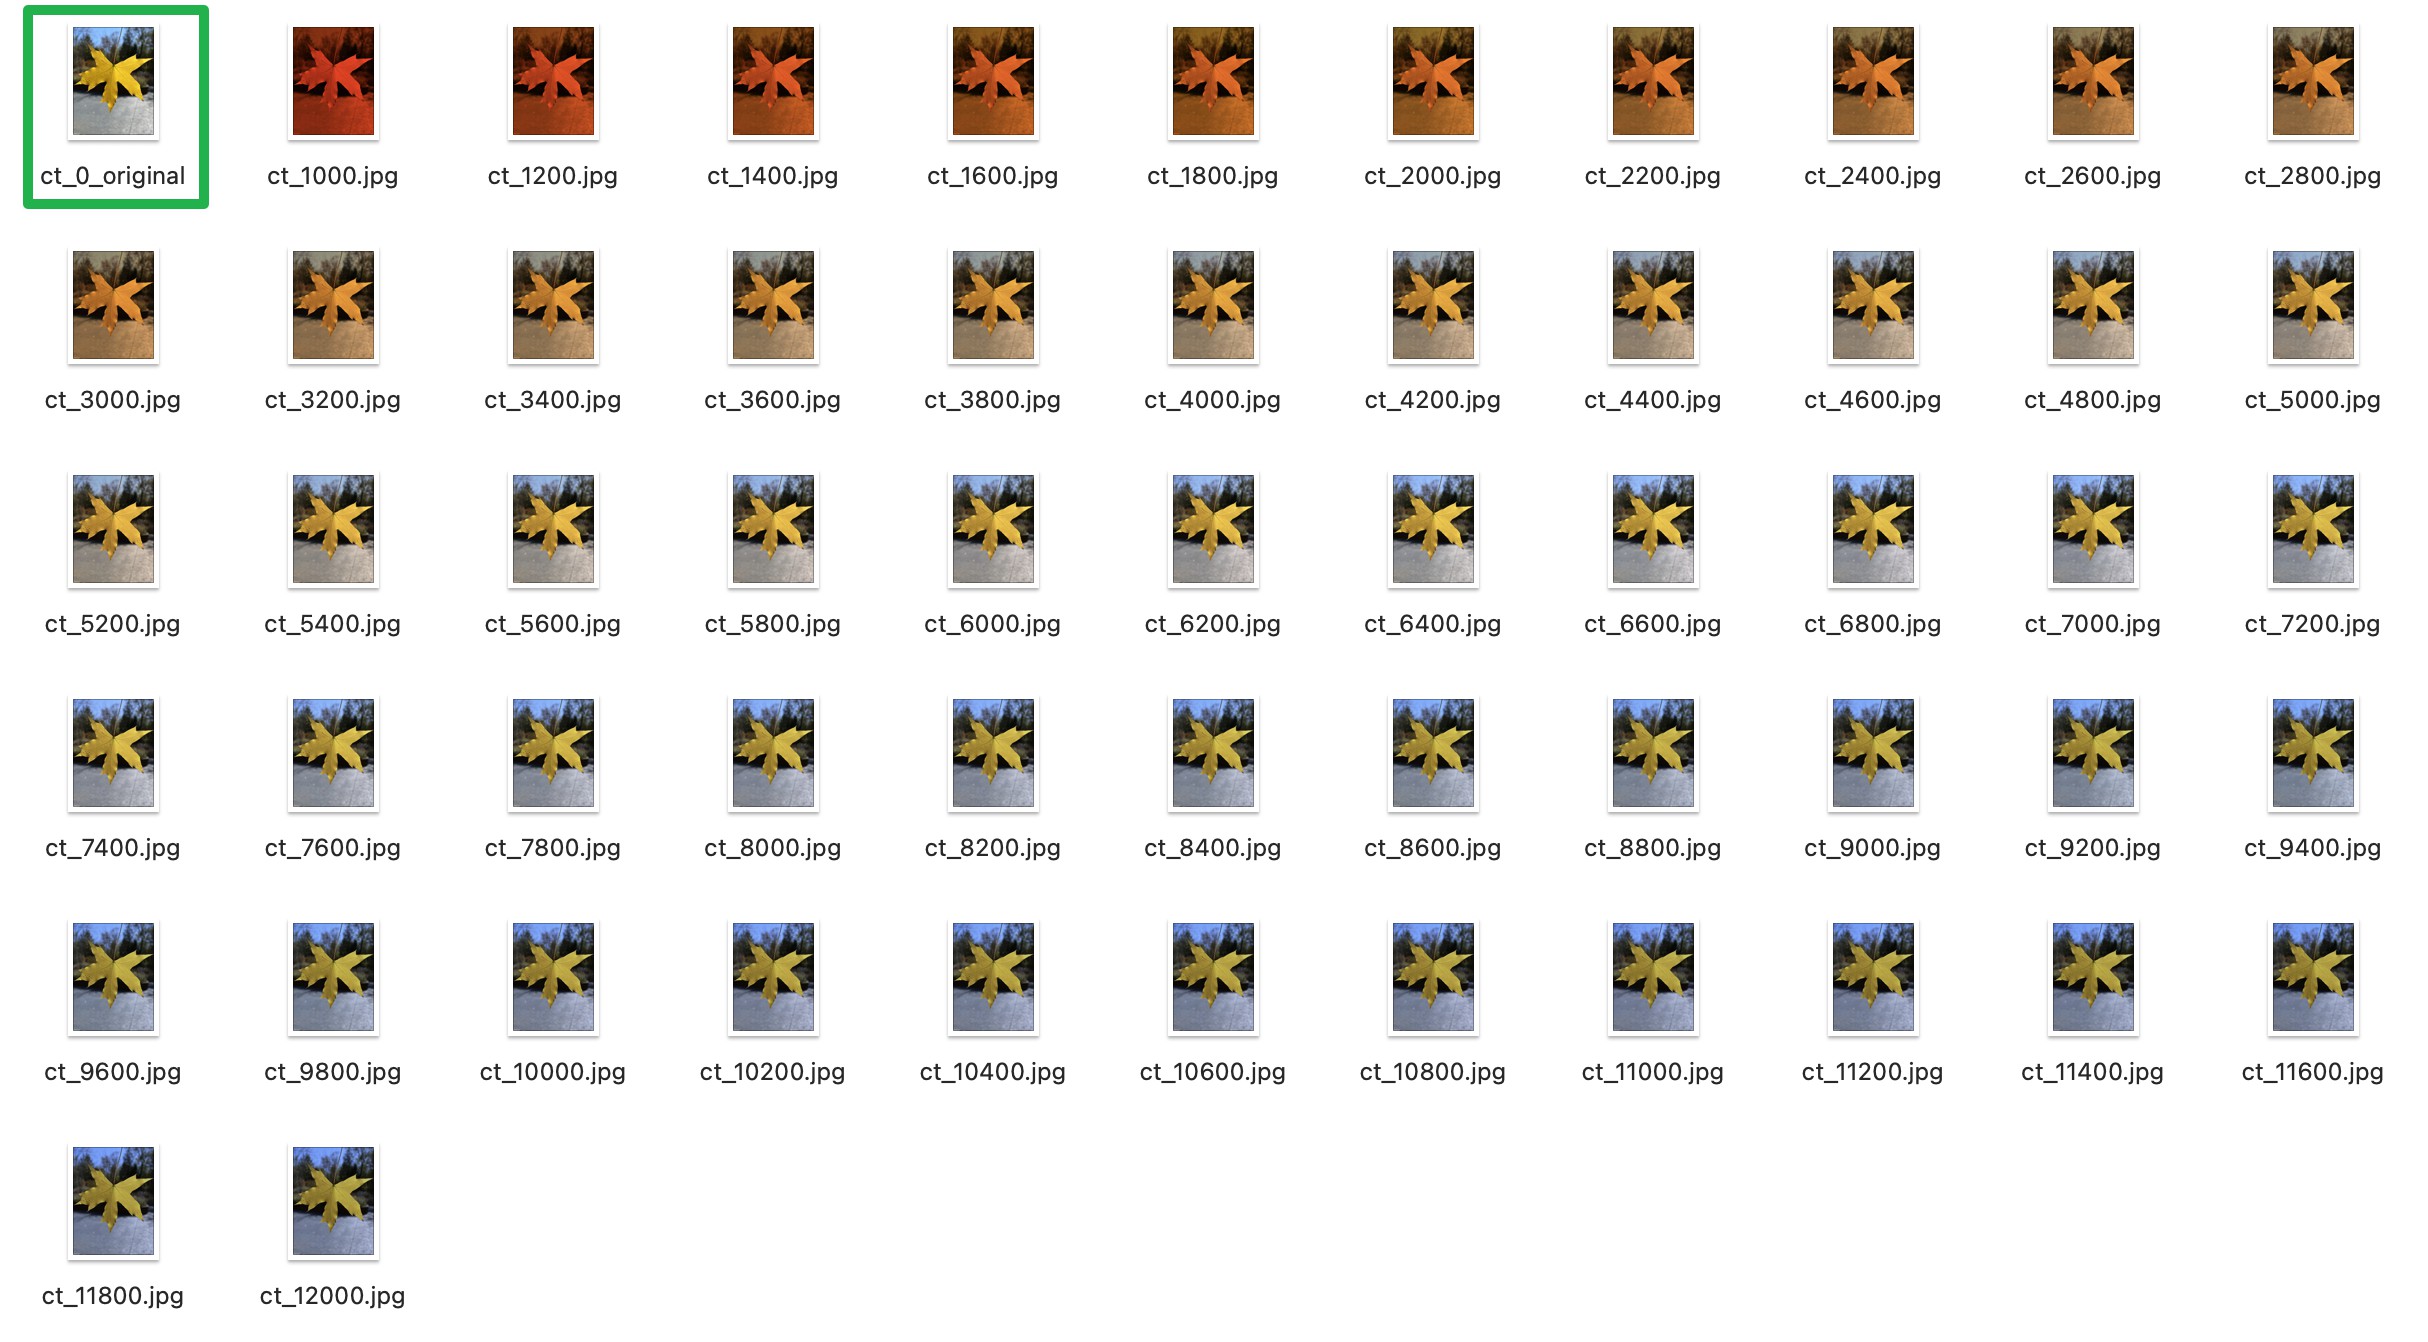 ct_0_original ct_1000.jpg ct_1200.jpg ct_1400.jpg ct_1600.jpg ct_1800.jpg ct_2000.jpg ct_2200.jpg ct_2400.jpg ct_2600.jpg ct_2800.jpg
ct_3000.jpg ct_3200.jpg ct_3400.jpg ct_3600.jpg ct_3800.jpg ct_4000.jpg ct_4200.jpg ct_4400.jpg ct_4600.jpg ct_4800.jpg ct_5000.jpg
ct_5200.jpg ct_5400.jpg ct_5600.jpg ct_5800.jpg ct_6000.jpg ct_6200.jpg ct_6400.jpg ct_6600.jpg ct_6800.jpg ct_7000.jpg ct_7200.jpg
ct_7400.jpg ct_7600.jpg ct_7800.jpg ct_8000.jpg ct_8200.jpg ct_8400.jpg ct_8600.jpg ct_8800.jpg ct_9000.jpg ct_9200.jpg ct_9400.jpg
ct_9600.jpg ct_9800.jpg ct_10000.jpg ct_10200.jpg ct_10400.jpg ct_10600.jpg ct_10800.jpg ct_11000.jpg ct_11200.jpg ct_11400.jpg ct_11600.jpg
ct_11800.jpg ct_12000.jpg